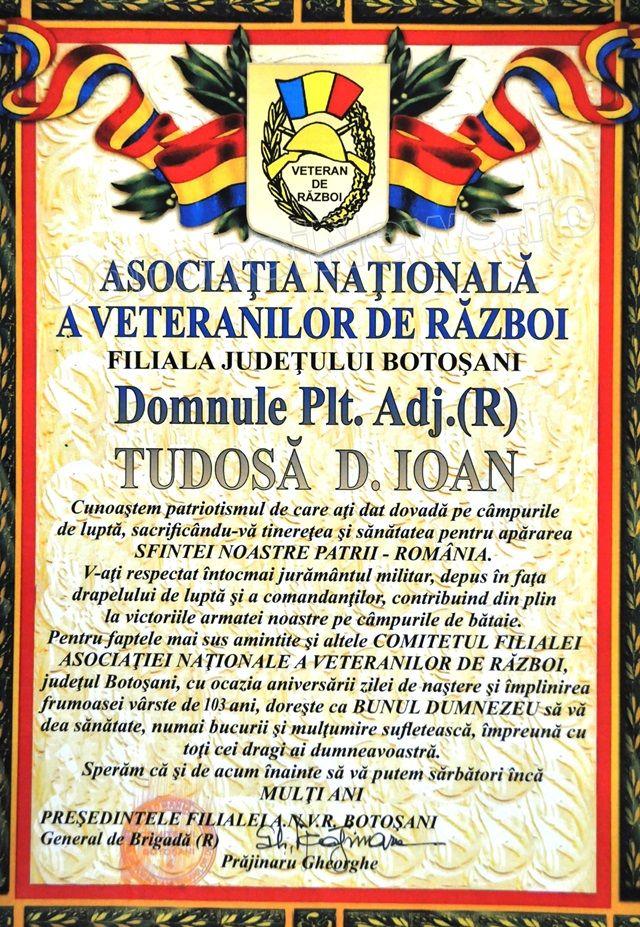 VETERAN
DE
RĂZBOI
ASOCIAŢIA NAŢIONALĂ
A VETERANILOR DE RĂZBOI
FILIALA JUDEŢULUI BOTOŞANI
Domnule Plt. Adj.(R)
TUDOSĂ D. IOAN
Cunoaştem patriotismul de care aţi dat dovadă pe câmpurile
de luptă, sacrificându-vă tinereţea şi sănătatea pentru apărarea
SFINTEI NOASTRE PATRII - ROMÂNIA.
V-aţi respectat întocmai jurământul militar, depus în faţa
drapelului de luptă şi a comandanţilor, contribuind din plin
la victoriile armatei noastre pe câmpurile de bătaie.
Pentru faptele mai sus amintite şi altele COMITETUL FILIALEI
ASOCIAŢIEI NAŢIONALE A VETERANILOR DE RĂZBOI,
judeţul Botoşani, cu ocazia aniversării zilei de naştere şi împlinirea
frumoasei vârste de 103 ani, doreşte ca BUNUL DUMNEZEU să vă
dea sănătate, numai bucurii şi mulţumire sufletească, împreună cu
toţi cei dragi ai dumneavoastră.
Sperăm că şi de acum înainte să vă putem sărbători încă
MULŢI ANI
PREŞEDINTELE FILIALEI A.N.V.R. BOTOŞANI
General de Brigadă (R)
Prăjinaru Gheorghe
BOTOSANI